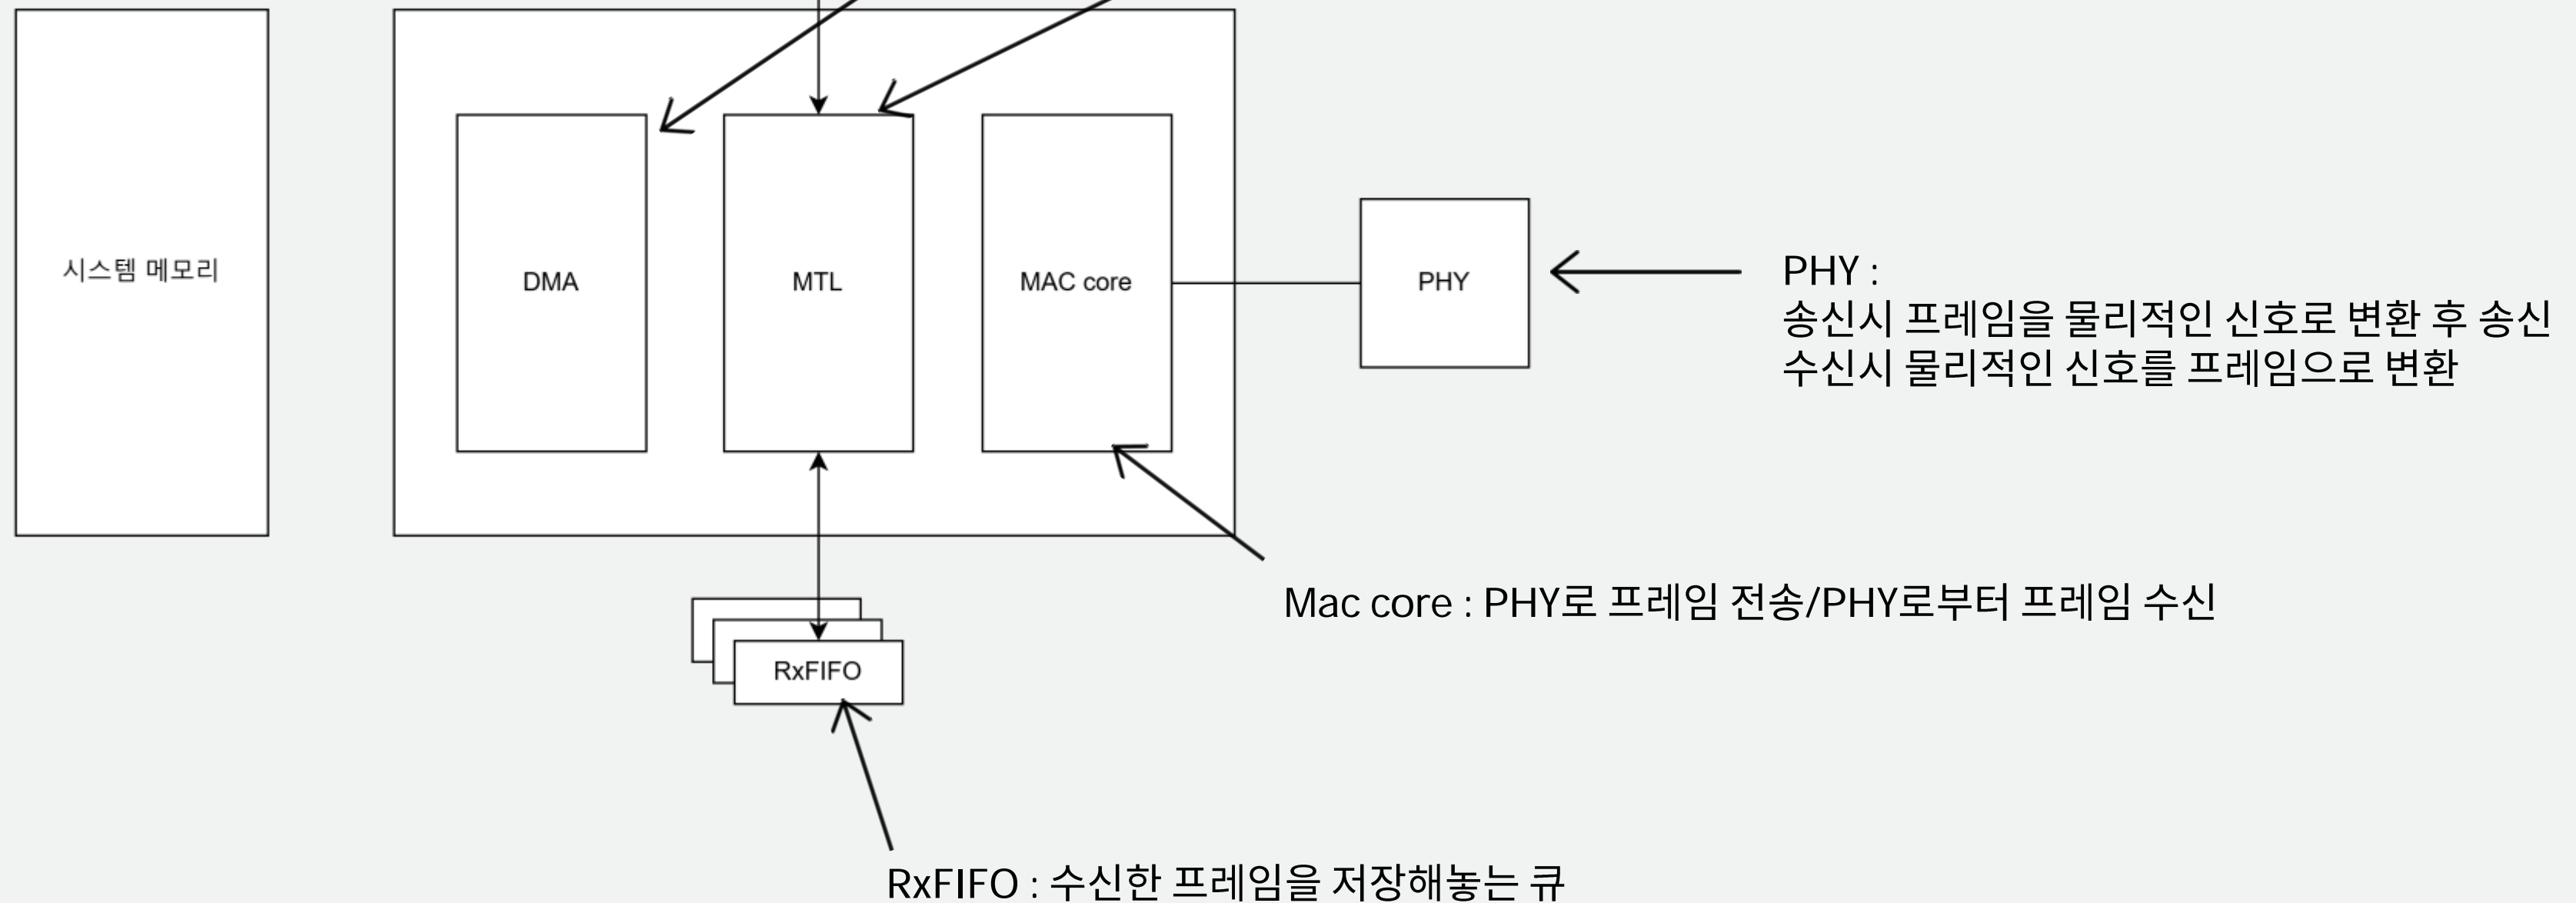 시스템 메모리
DMA
MTL
MAC core
PHY
PHY :
송신시 프레임을 물리적인 신호로 변환 후 송신
수신시 물리적인 신호를 프레임으로 변환
Mac core : PHY로 프레임 전송/PHY로부터 프레임 수신
RxFIFO
RxFIFO : 수신한 프레임을 저장해놓는 큐